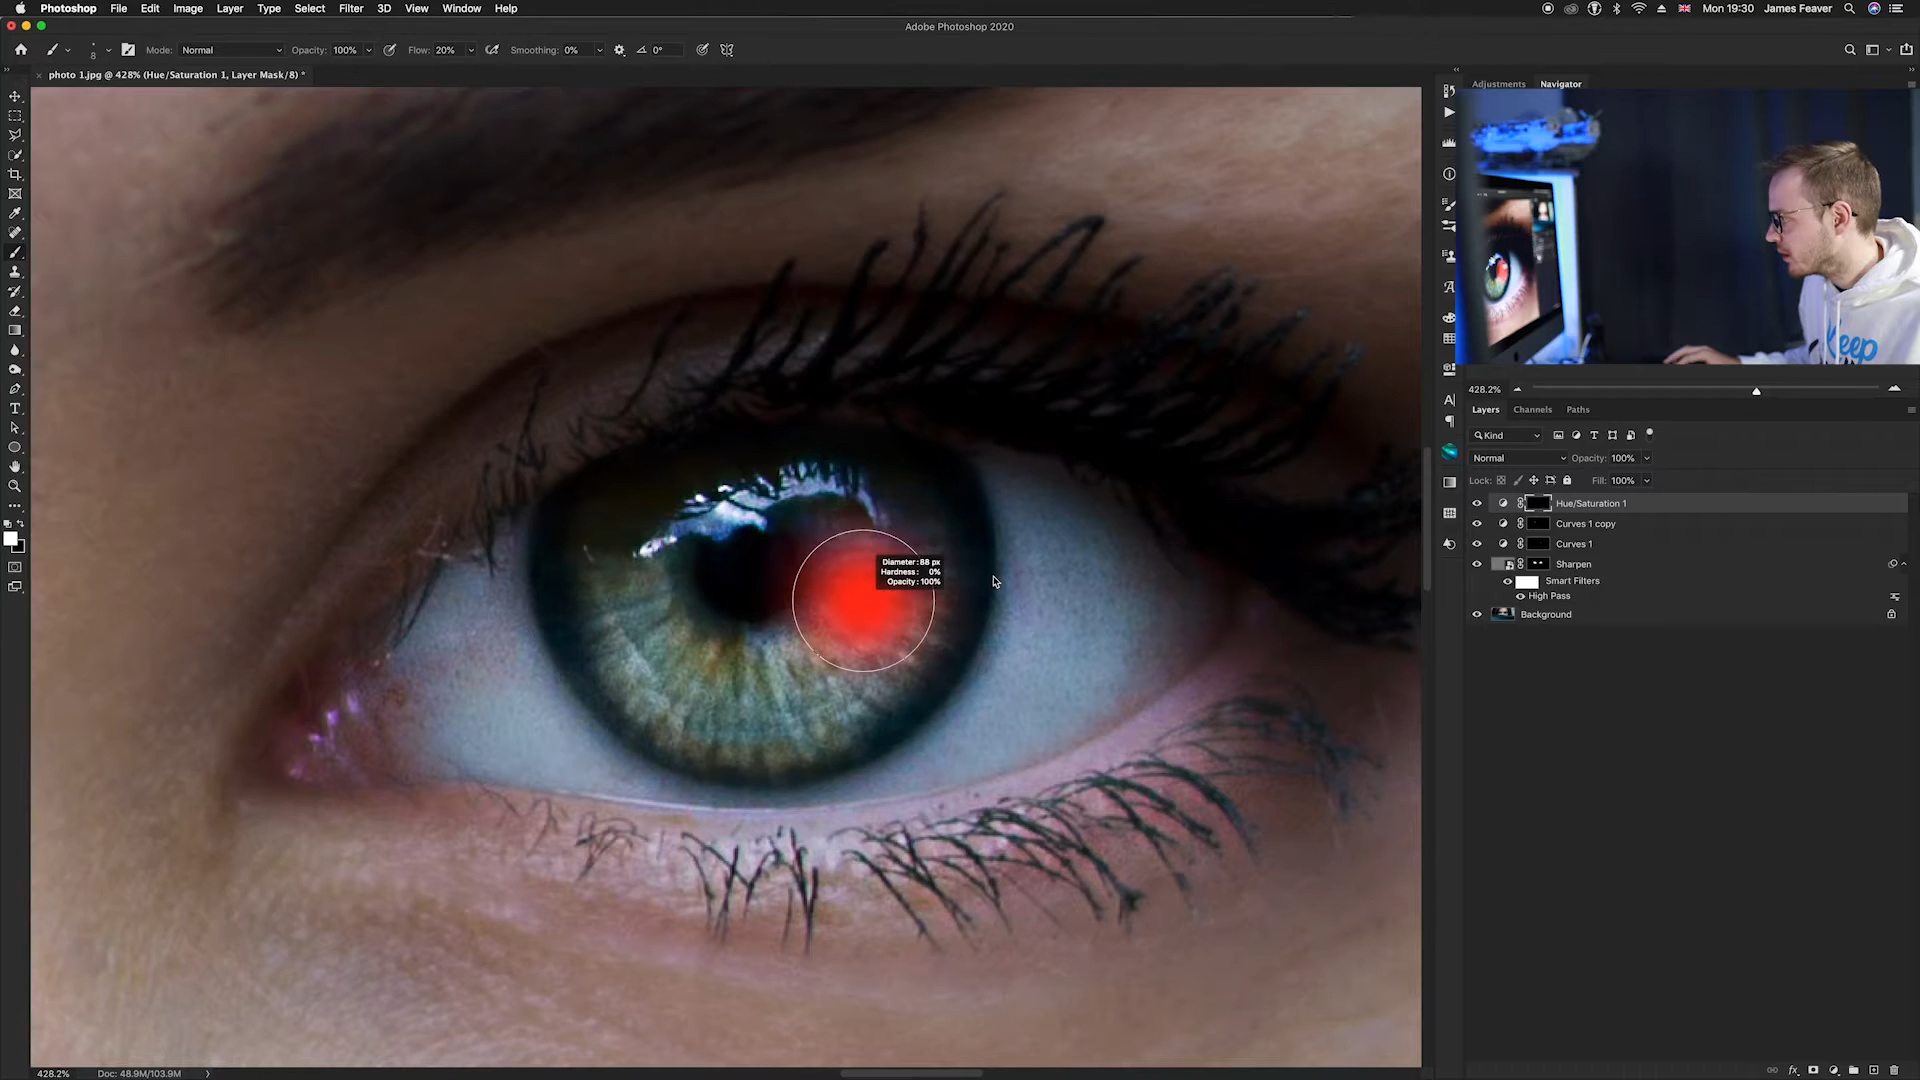 Photoshop File Edit Image Layer Type Select Filter 3D View Window Help Mon 19:30 James Feaver
Adobe Photoshop 2020
8 Mode: Normal Opacity: 100% Flow: 20% Smoothing: 0% 0°
photo 1.jpg @ 428% (Hue/Saturation 1, Layer Mask/8) *
Adjustments Navigator
Keep
428.2%
Layers Channels Paths
Kind
Normal Opacity: 100%
Lock: Fill: 100%
Hue/Saturation 1
Curves 1 copy
Curves 1
Sharpen
Smart Filters
High Pass
Background
Diameter: 88 px
Hardness: 0%
Opacity: 100%
428.2% Doc: 48.9M/103.9M